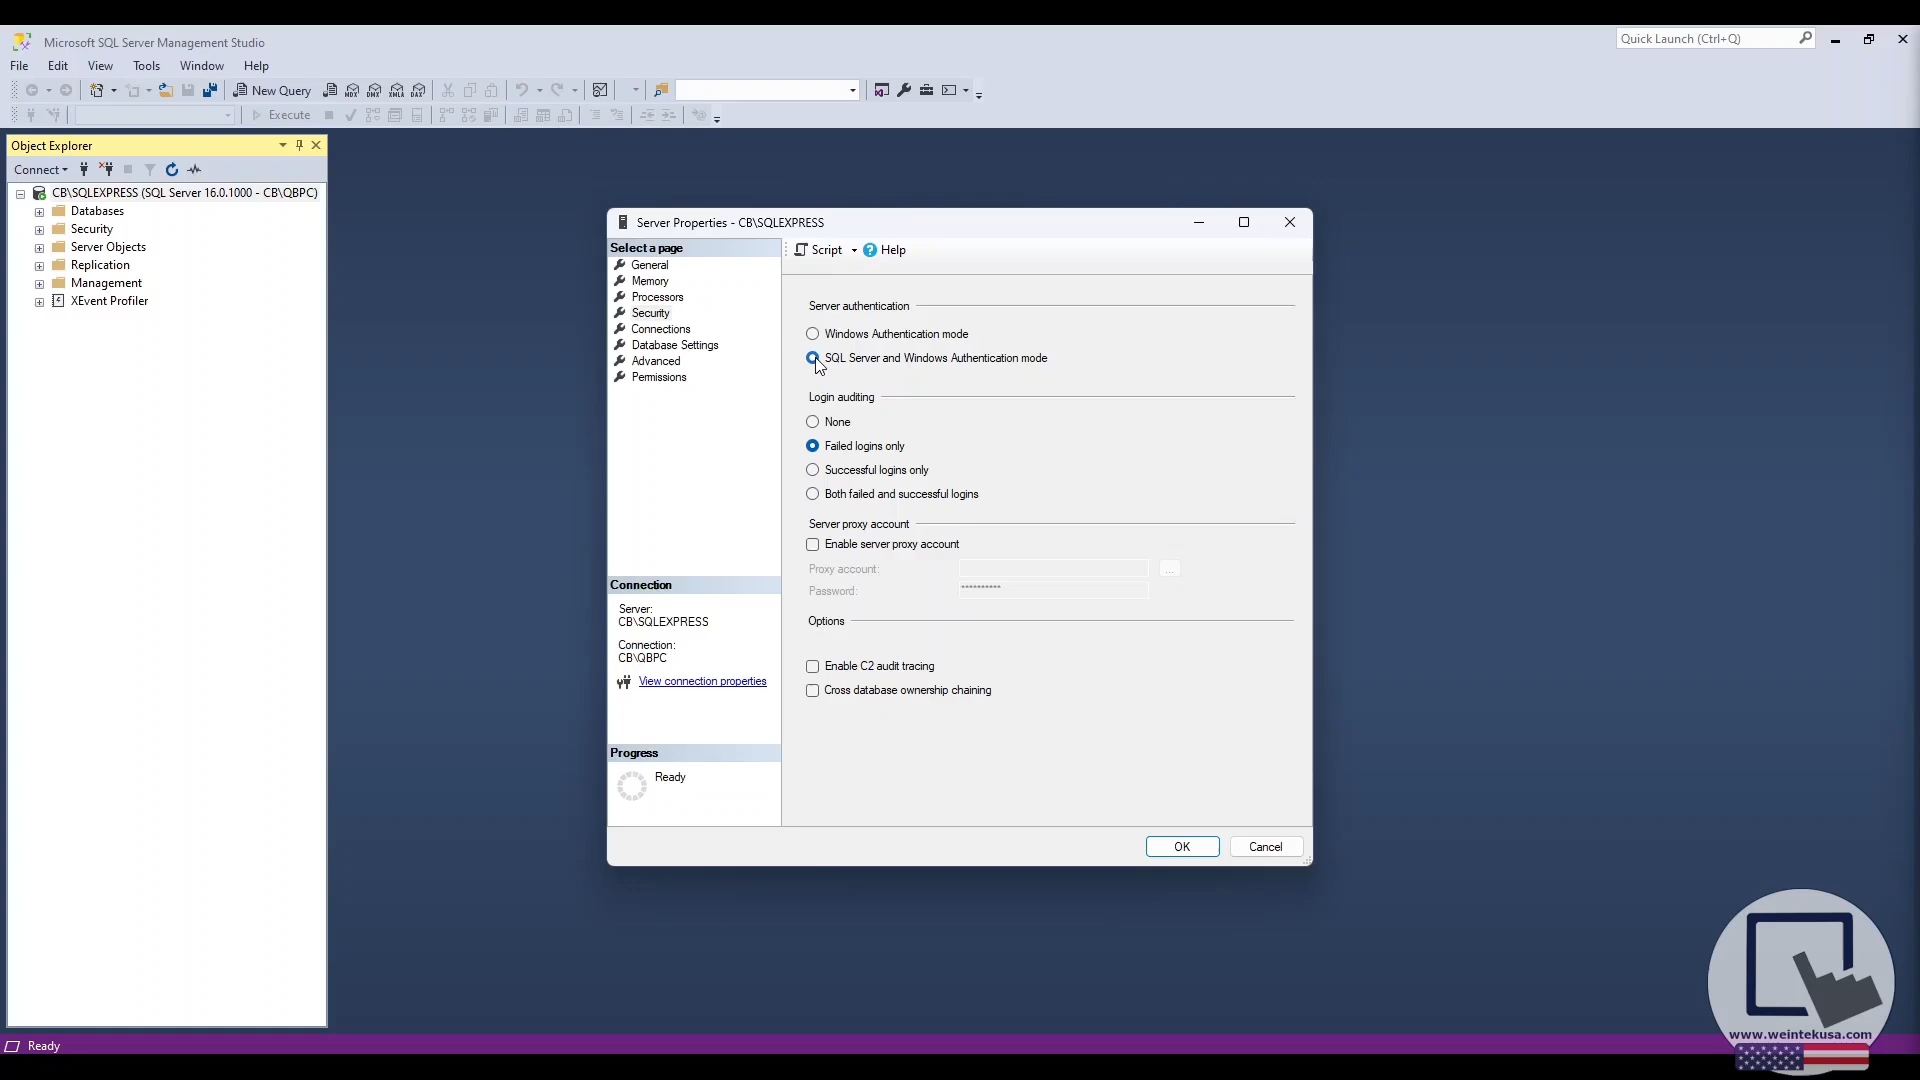 Microsoft SQL Server Management Studio
Quick Launch (Ctrl+Q)
File Edit View Tools Window Help
New Query
MDX DMX XMLA DAX
Execute
Object Explorer
Connect
CB\SQLEXPRESS (SQL Server 16.0.1000 - CB\QBPC)
Databases
Security
Server Objects
Replication
Management
XEvent Profiler
Server Properties - CB\SQLEXPRESS
Select a page
General
Memory
Processors
Security
Connections
Database Settings
Advanced
Permissions
Connection
Server:
CB\SQLEXPRESS
Connection:
CB\QBPC
View connection properties
Progress
Ready
Script Help
Server authentication
Windows Authentication mode
SQL Server and Windows Authentication mode
Login auditing
None
Failed logins only
Successful logins only
Both failed and successful logins
Server proxy account
Enable server proxy account
Proxy account:
...
Password:
**********
Options
Enable C2 audit tracing
Cross database ownership chaining
OK Cancel
Ready
www.weintekusa.com